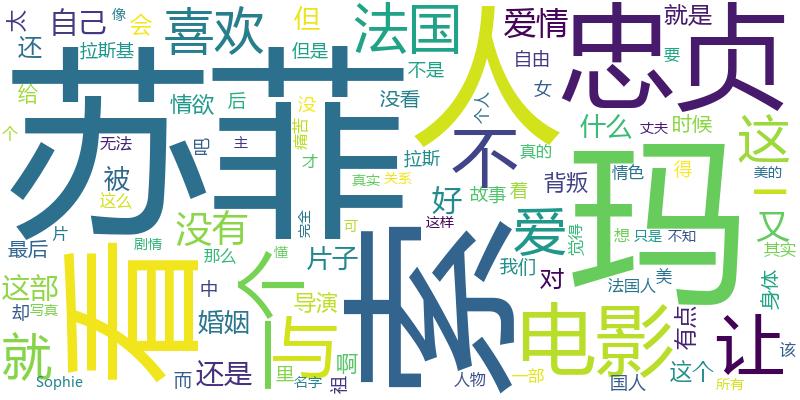 太
自己
像
会
喜欢
但
法国
爱情
就是
还
拉斯基
但是
不是
自由
要
忠贞
给
情欲
后
没
没看
个人
女
人
个
无法
吧
主
痛苦
不
什么
丈夫
时候
这
苏菲
才
拉斯
真的
被
真实
关系
好
故事
着
背叛
情色
得
美的
一
这么
完全
可
没有
爱
玛
又
最后
片
剧情
那么
懂
片子
这样
觉得
想
只是
不知
其实
看
个
索
我们
对
美
身体
这部
中
导演
法国人
却
写真
婚姻
与
电影
有点
让
就
里
啊
该
Sophie
而
还是
名字
祖
人物
一部
国人
这个
所有